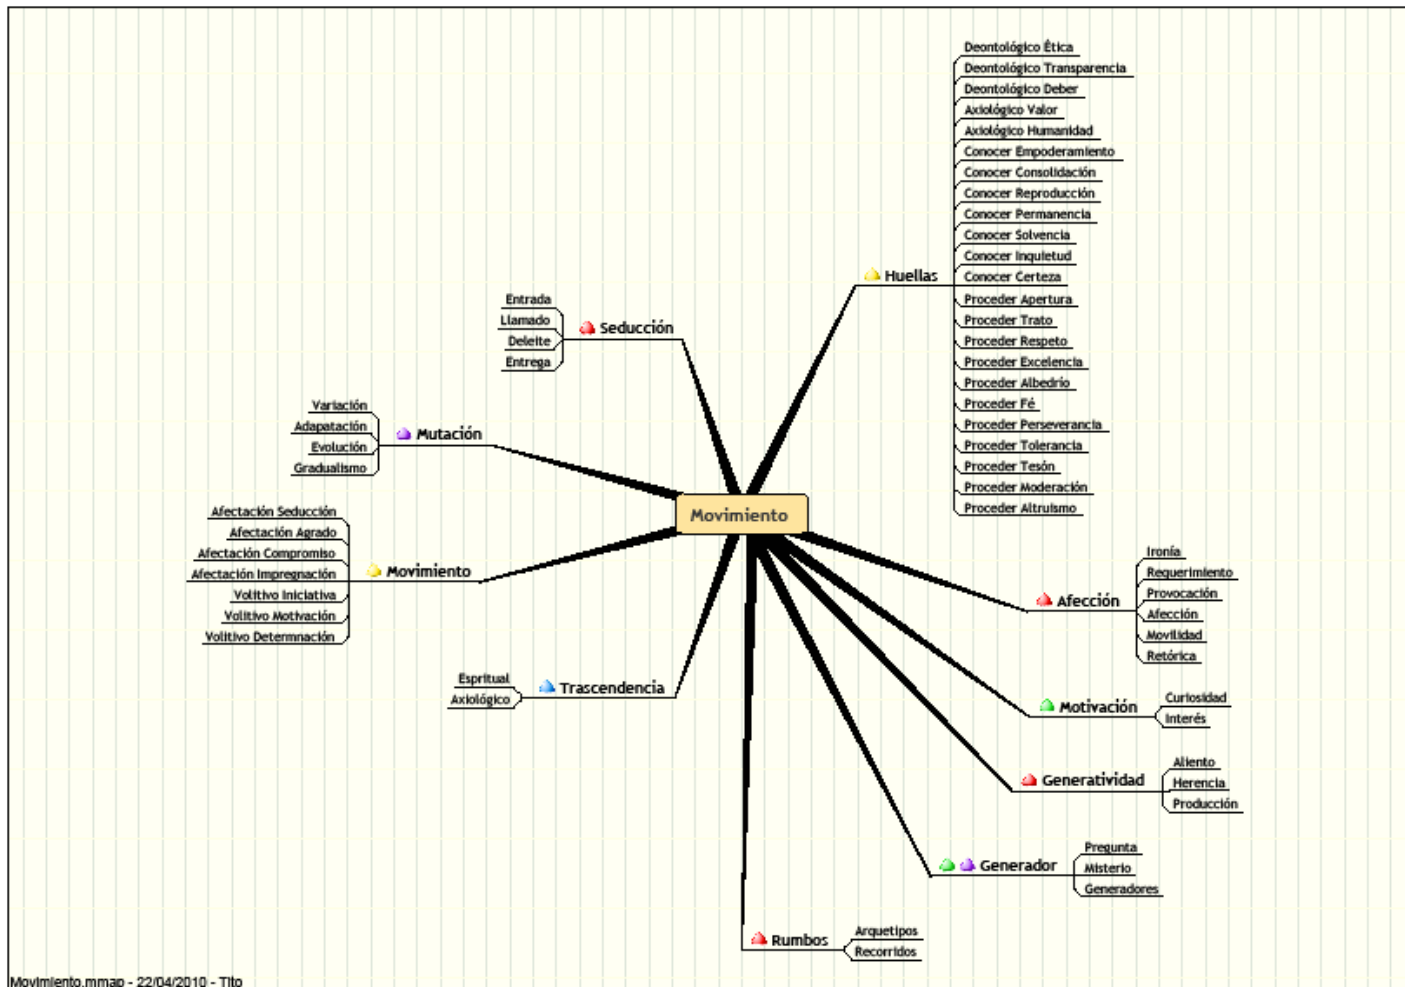 Deontológico Ética
Deontológico Transparencia
Deontológico Deber
Axiológico Valor
Axiológico Humanidad
Conocer Empoderamiento
Conocer Consolidación
Conocer Reproducción
Conocer Permanencia
Conocer Solvencia
Conocer Inquietud
Conocer Certeza
Huellas
Proceder Apertura
Proceder Trato
Proceder Respeto
Proceder Excelencia
Proceder Albedrío
Proceder Fé
Proceder Perseverancia
Proceder Tolerancia
Proceder Tesón
Proceder Moderación
Proceder Altruismo
Entrada
Llamado
Deleite
Entrega
Seducción
Variación
Adapatación
Evolución
Gradualismo
Mutación
Movimiento
Afectación Seducción
Afectación Agrado
Afectación Compromiso
Afectación Impregnación
Volitivo Iniciativa
Volitivo Motivación
Volitivo Determnación
Movimiento
Espritual
Axiológico
Trascendencia
Afección
Ironía
Requerimiento
Provocación
Afección
Movilidad
Retórica
Motivación
Curiosidad
Interés
Generatividad
Aliento
Herencia
Producción
Generador
Pregunta
Misterio
Generadores
Rumbos
Arquetipos
Recorridos
Movimiento.mmap - 22/04/2010 - Tito